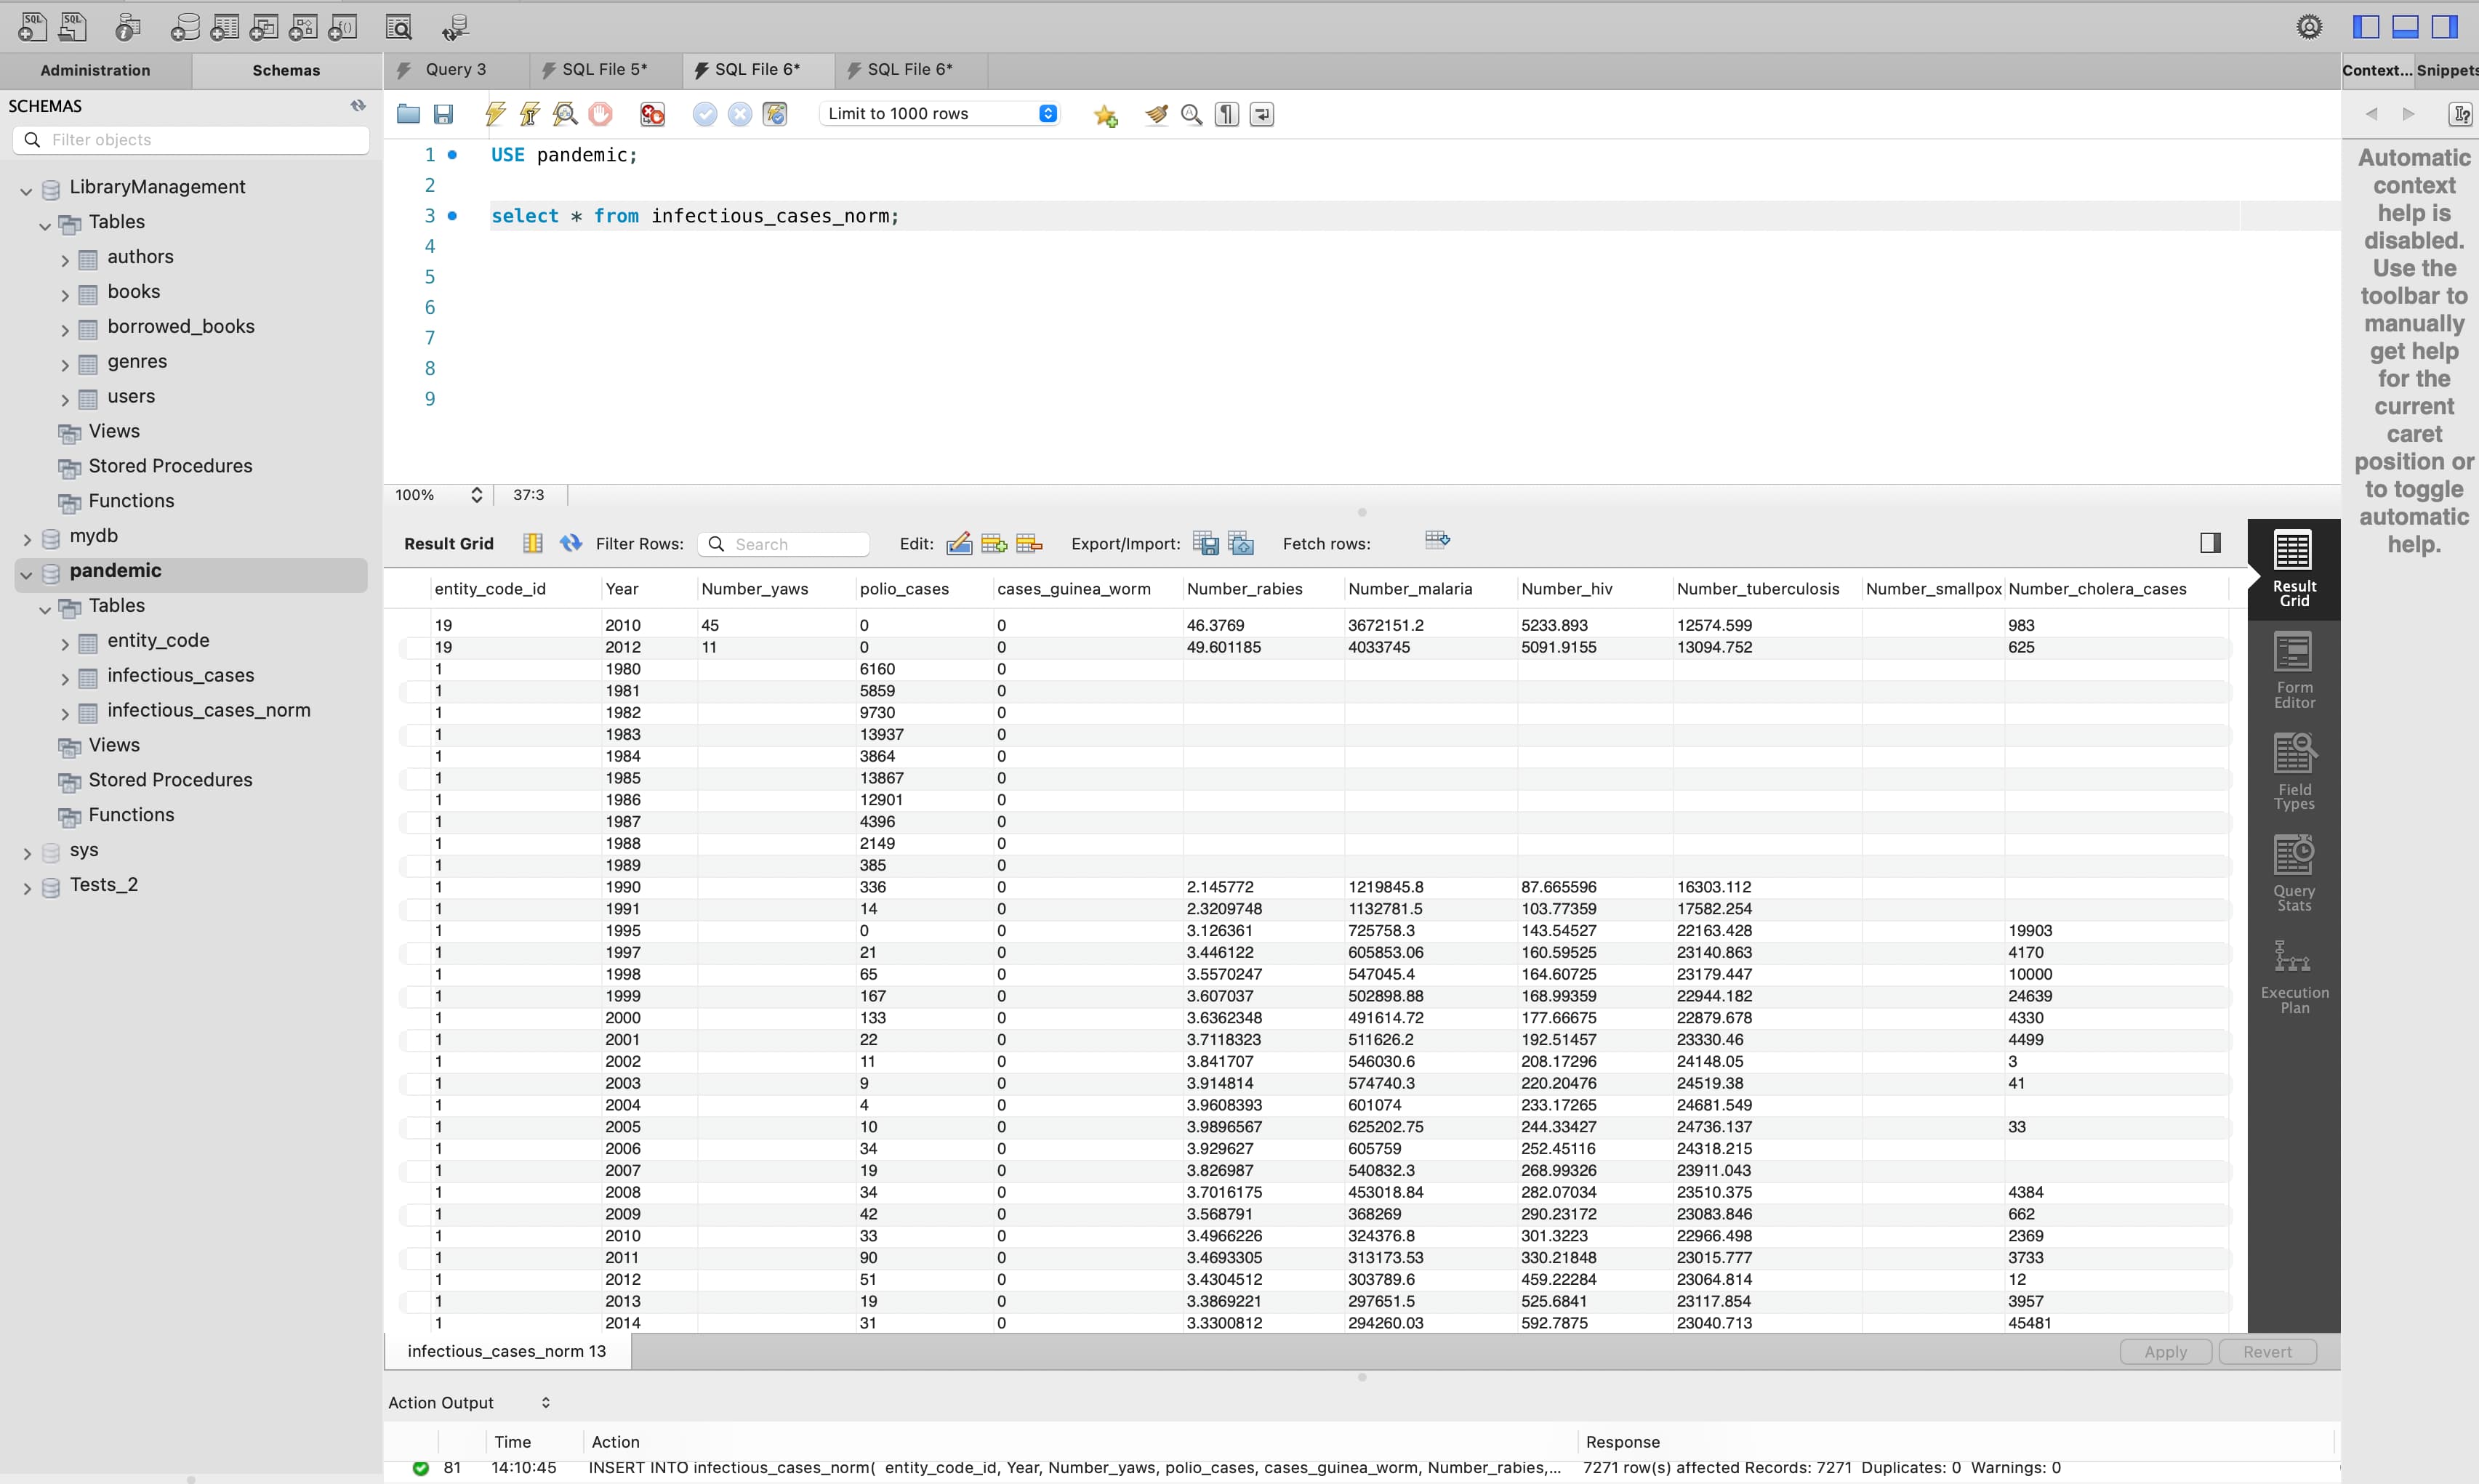 Administration Schemas Query 3 SQL File 5* SQL File 6* SQL File 6* Context... Snippets
SCHEMAS
Filter objects
Limit to 1000 rows
LibraryManagement
Tables
authors
books
borrowed_books
genres
users
Views
Stored Procedures
Functions
mydb
pandemic
Tables
entity_code
infectious_cases
infectious_cases_norm
Views
Stored Procedures
Functions
sys
Tests_2
1 USE pandemic;
2
3 select * from infectious_cases_norm;
4
5
6
7
8
9
Automatic
context
help is
disabled.
Use the
toolbar to
manually
get help
for the
current
caret
position or
to toggle
automatic
help.
100% 37:3
Result Grid Filter Rows: Search Edit: Export/Import: Fetch rows:
entity_code_id Year Number_yaws polio_cases cases_guinea_worm Number_rabies Number_malaria Number_hiv Number_tuberculosis Number_smallpox Number_cholera_cases
19 2010 45 0 0 46.3769 3672151.2 5233.893 12574.599 983
19 2012 11 0 0 49.601185 4033745 5091.9155 13094.752 625
1 1980 6160 0
1 1981 5859 0
1 1982 9730 0
1 1983 13937 0
1 1984 3864 0
1 1985 13867 0
1 1986 12901 0
1 1987 4396 0
1 1988 2149 0
1 1989 385 0
1 1990 336 0 2.145772 1219845.8 87.665596 16303.112
1 1991 14 0 2.3209748 1132781.5 103.77359 17582.254
1 1995 0 0 3.126361 725758.3 143.54527 22163.428 19903
1 1997 21 0 3.446122 605853.06 160.59525 23140.863 4170
1 1998 65 0 3.5570247 547045.4 164.60725 23179.447 10000
1 1999 167 0 3.607037 502898.88 168.99359 22944.182 24639
1 2000 133 0 3.6362348 491614.72 177.66675 22879.678 4330
1 2001 22 0 3.7118323 511626.2 192.51457 23330.46 4499
1 2002 11 0 3.841707 546030.6 208.17296 24148.05 3
1 2003 9 0 3.914814 574740.3 220.20476 24519.38 41
1 2004 4 0 3.9608393 601074 233.17265 24681.549
1 2005 10 0 3.9896567 625202.75 244.33427 24736.137 33
1 2006 34 0 3.929627 605759 252.45116 24318.215
1 2007 19 0 3.826987 540832.3 268.99326 23911.043
1 2008 34 0 3.7016175 453018.84 282.07034 23510.375 4384
1 2009 42 0 3.568791 368269 290.23172 23083.846 662
1 2010 33 0 3.4966226 324376.8 301.3223 22966.498 2369
1 2011 90 0 3.4693305 313173.53 330.21848 23015.777 3733
1 2012 51 0 3.4304512 303789.6 459.22284 23064.814 12
1 2013 19 0 3.3869221 297651.5 525.6841 23117.854 3957
1 2014 31 0 3.3300812 294260.03 592.7875 23040.713 45481
Result
Grid
Form
Editor
Field
Types
Query
Stats
Execution
Plan
infectious_cases_norm 13 Apply Revert
Action Output
Time Action Response
81 14:10:45 INSERT INTO infectious_cases_norm( entity_code_id, Year, Number_yaws, polio_cases, cases_guinea_worm, Number_rabies,... 7271 row(s) affected Records: 7271 Duplicates: 0 Warnings: 0